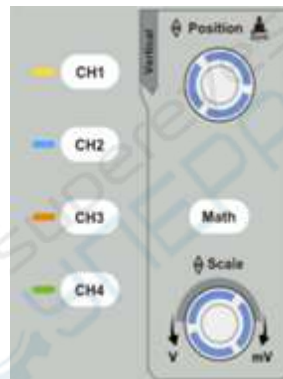 Vertical
Position
CH1
CH2
CH3
Math
CH4
Scale
V
mV